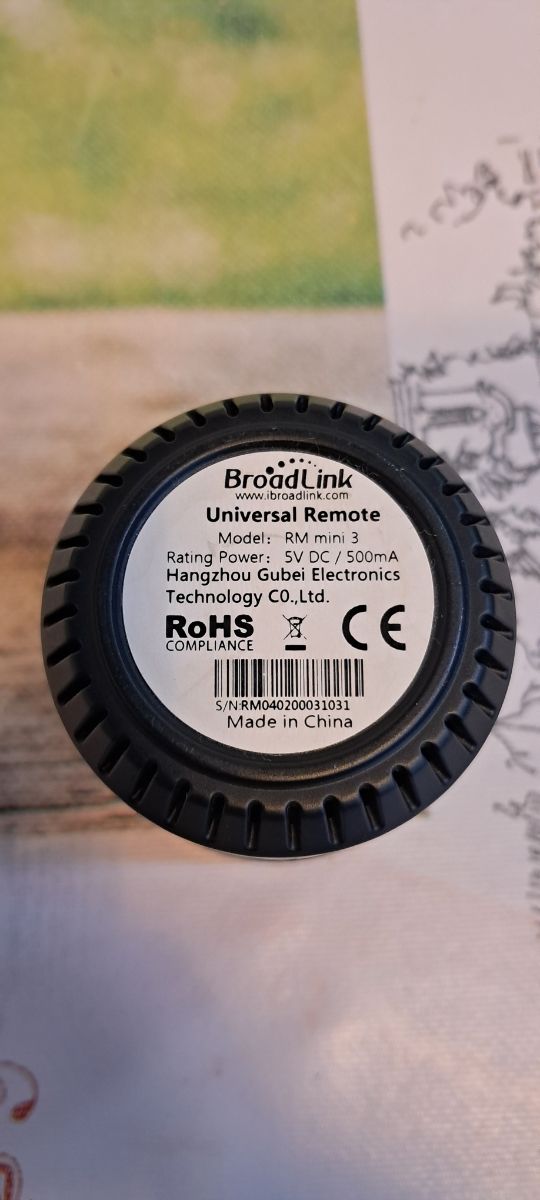 BroadLink
www.ibroadlink.com
Universal Remote
Model: RM mini 3
Rating Power: 5V DC / 500mA
Hangzhou Gubei Electronics
Technology CO.,Ltd.
RoHS
COMPLIANCE
CE
S/N:RM040200031031
Made in China